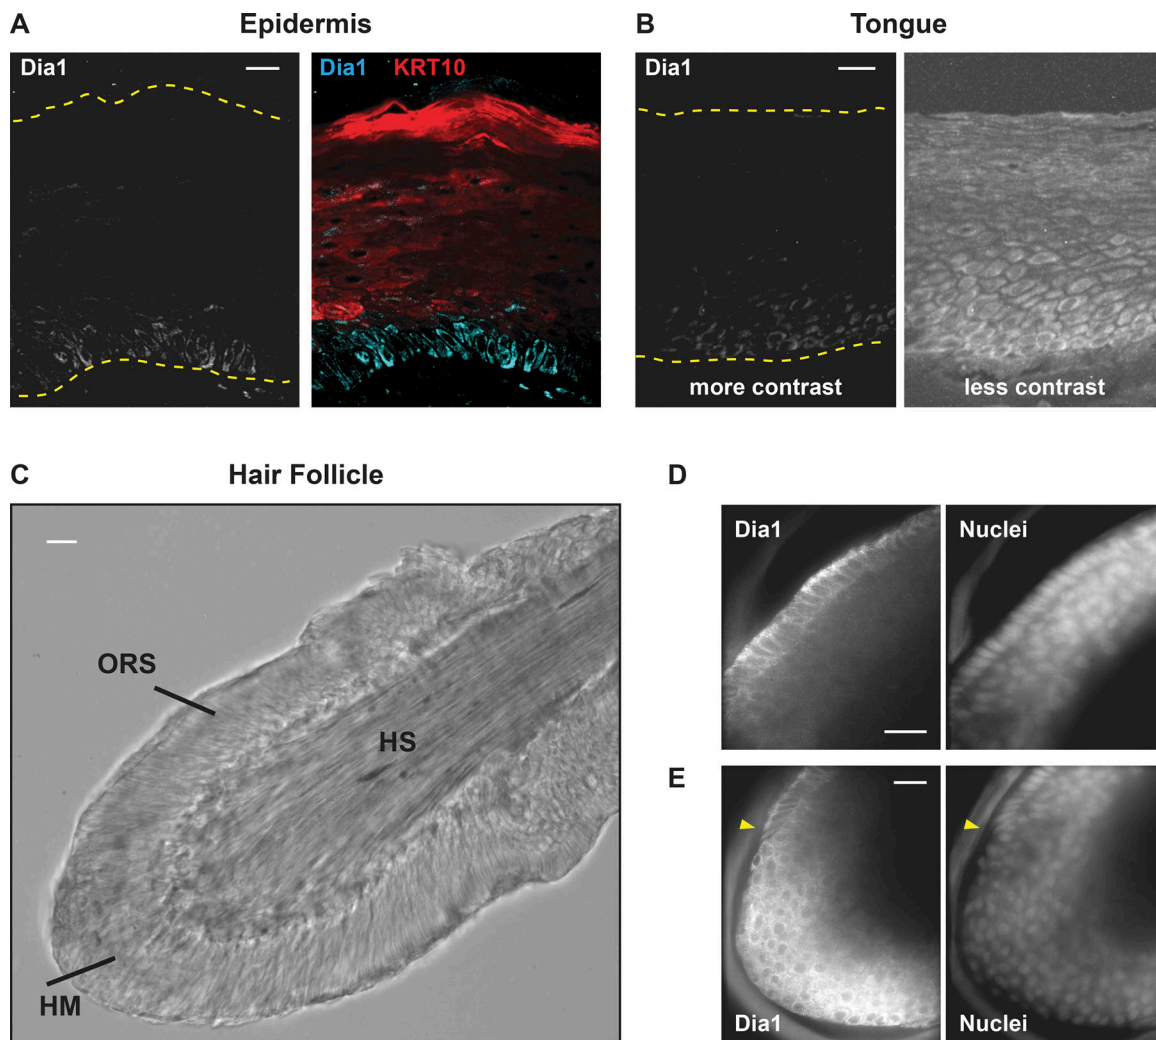 A Epidermis
Dia1
Dia1 KRT10
B Tongue
Dia1
more contrast
less contrast
C Hair Follicle
ORS
HS
HM
D
Dia1
Nuclei
E
Dia1
Nuclei